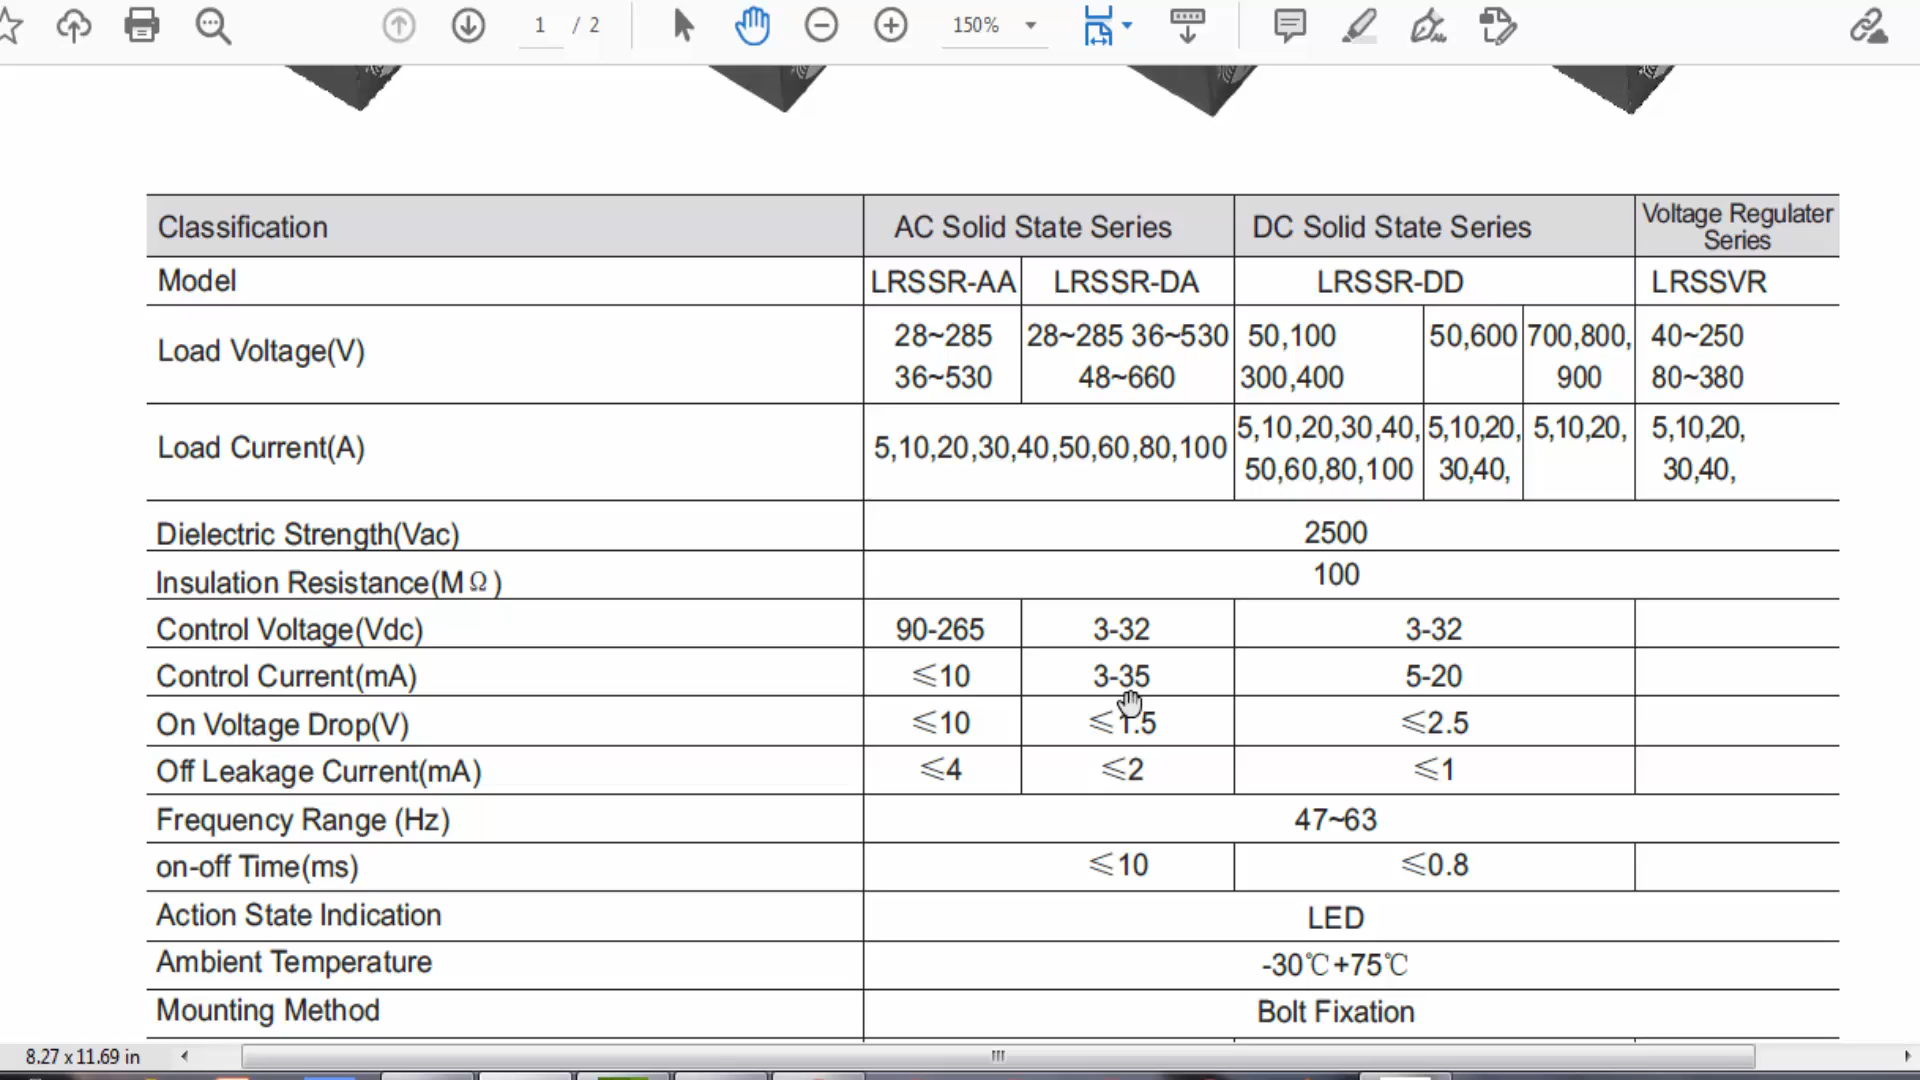 1 / 2
150%
Classification AC Solid State Series DC Solid State Series Voltage Regulater Series
Model LRSSR-AA LRSSR-DA LRSSR-DD LRSSVR
Load Voltage(V) 28~285 28~285 36~530 50,100 50,600 700,800, 40~250
36~530 48~660 300,400 900 80~380
Load Current(A) 5,10,20,30,40,50,60,80,100 5,10,20,30,40, 5,10,20, 5,10,20, 5,10,20,
50,60,80,100 30,40, 30,40,
Dielectric Strength(Vac) 2500
Insulation Resistance(MΩ) 100
Control Voltage(Vdc) 90-265 3-32 3-32
Control Current(mA) ≤10 3-35 5-20
On Voltage Drop(V) ≤10 ≤1.5 ≤2.5
Off Leakage Current(mA) ≤4 ≤2 ≤1
Frequency Range (Hz) 47~63
on-off Time(ms) ≤10 ≤0.8
Action State Indication LED
Ambient Temperature -30℃+75℃
Mounting Method Bolt Fixation
8.27 x 11.69 in